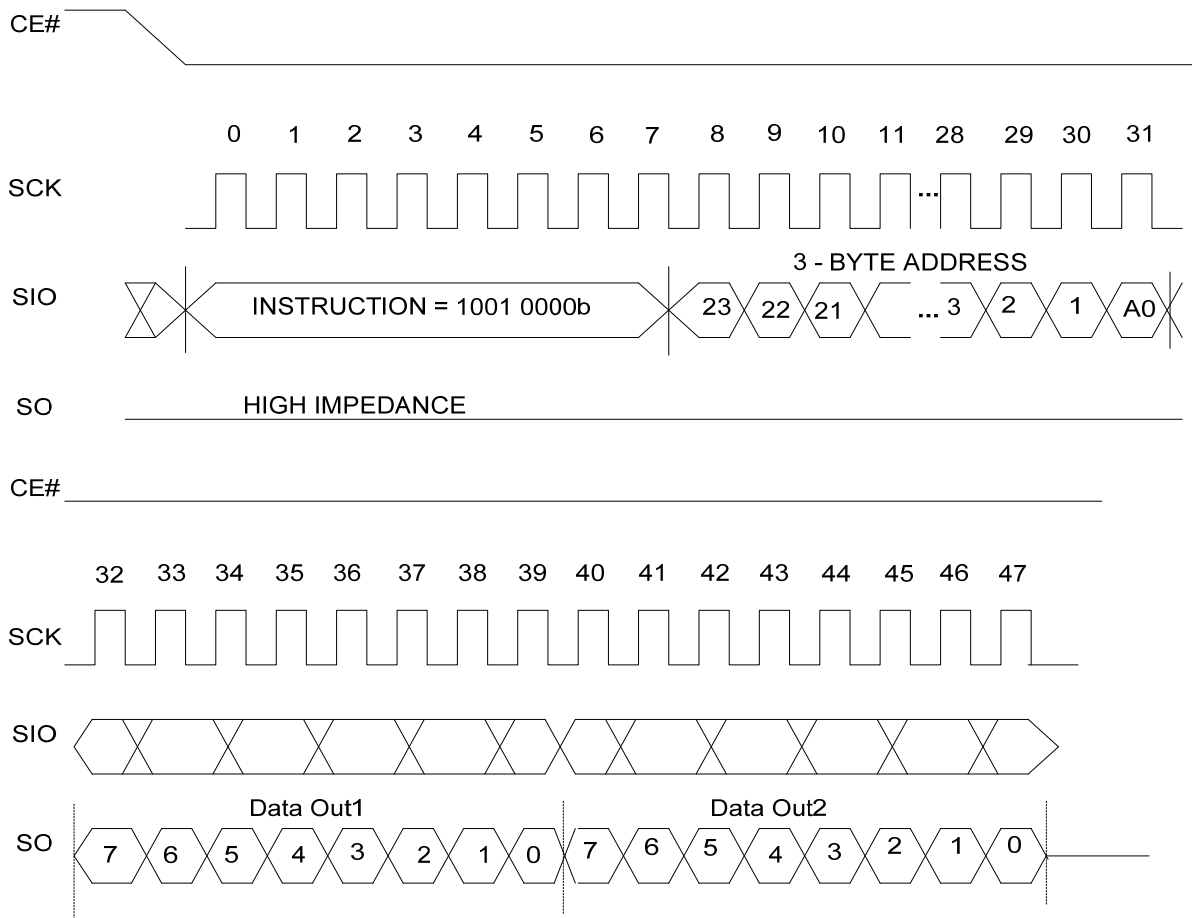 CE#
0 1 2 3 4 5 6 7 8 9 10 11 28 29 30 31
SCK
...
3 - BYTE ADDRESS
SIO
INSTRUCTION = 1001 0000b
23 22 21 ... 3 2 1 A0
SO
HIGH IMPEDANCE
CE#
32 33 34 35 36 37 38 39 40 41 42 43 44 45 46 47
SCK
SIO
Data Out1 Data Out2
SO
7 6 5 4 3 2 1 0 7 6 5 4 3 2 1 0